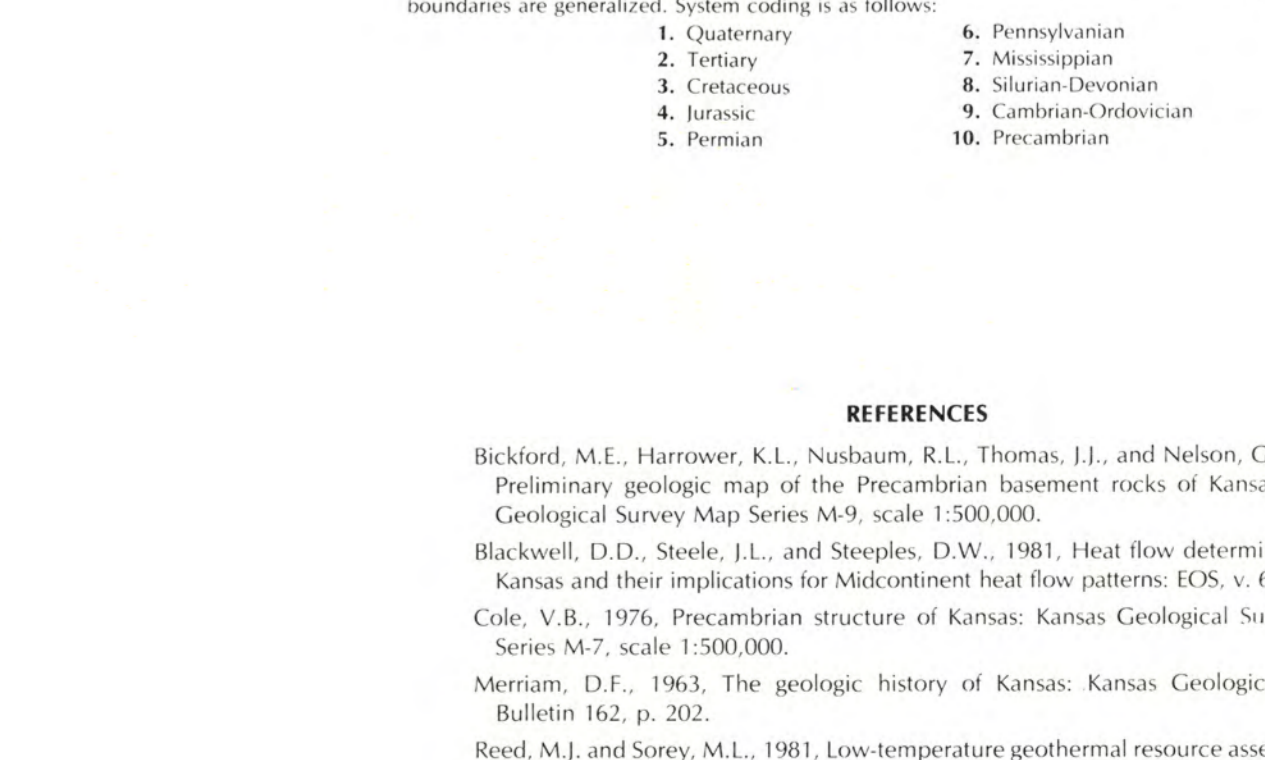 boundaries are generalized. System coding is as follows:
1. Quaternary
2. Tertiary
3. Cretaceous
4. Jurassic
5. Permian
6. Pennsylvanian
7. Mississippian
8. Silurian-Devonian
9. Cambrian-Ordovician
10. Precambrian
REFERENCES
Bickford, M.E., Harrower, K.L., Nusbaum, R.L., Thomas, J.J., and Nelson,
Preliminary geologic map of the Precambrian basement rocks of
Geological Survey Map Series M-9, scale 1:500,000.
Blackwell, D.D., Steele, J.L., and Steeples, D.W., 1981, Heat flow
Kansas and their implications for Midcontinent heat flow patterns: EOS, v.
Cole, V.B., 1976, Precambrian structure of Kansas: Kansas Geological
Series M-7, scale 1:500,000.
Merriam, D.F., 1963, The geologic history of Kansas: Kansas
Bulletin 162, p. 202.
Reed, M.J. and Sorey, M.L., 1981, Low-temperature geothermal resource